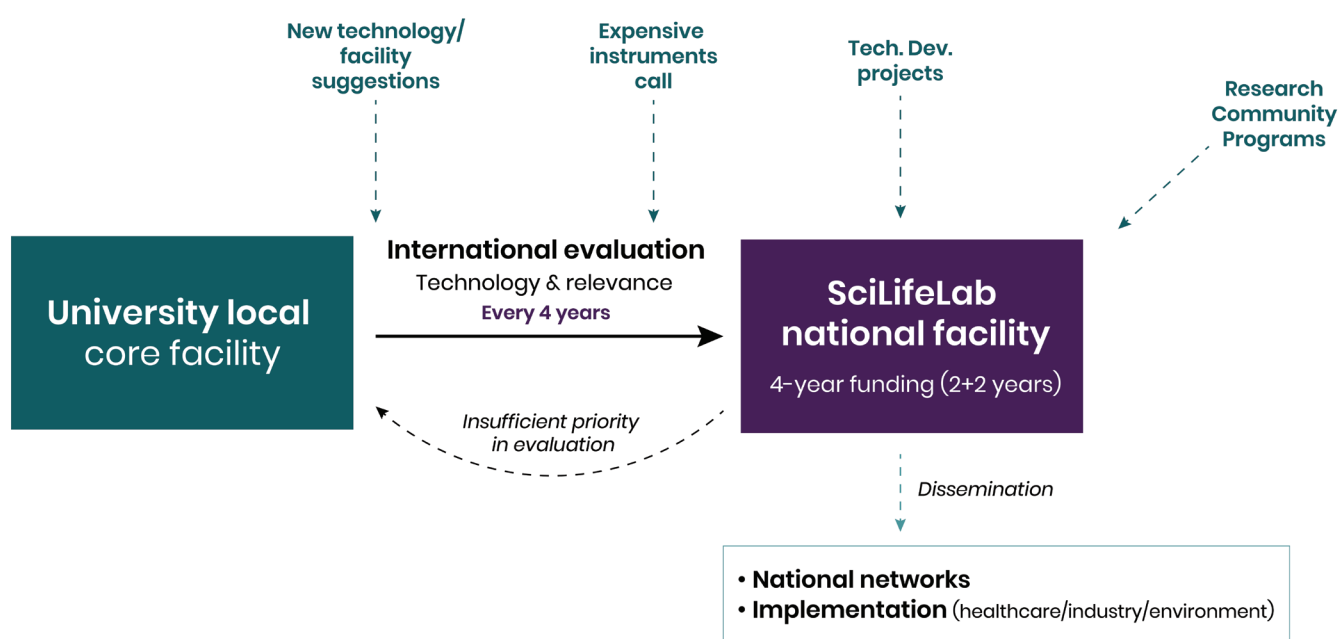 New technology/
facility
suggestions
Expensive
instruments
call
Tech. Dev.
projects
Research
Community
Programs
University local
core facility
International evaluation
Technology & relevance
Every 4 years
SciLifeLab
national facility
4-year funding (2+2 years)
Insufficient priority
in evaluation
Dissemination
• National networks
• Implementation (healthcare/industry/environment)